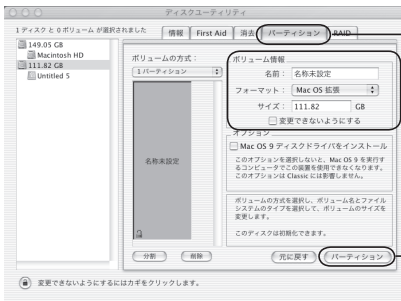 ディスクユーティリティ
1 ディスク と 0 ボリューム が選択されました
情報
First Aid
消去
パーティション
RAID
149.05 GB
Macintosh HD
111.82 GB
Untitled 5
ボリュームの方式：
1 パーティション
名称未設定
分割
削除
ボリューム情報
名前： 名称未設定
フォーマット： Mac OS 拡張
サイズ： 111.82 GB
変更できないようにする
オプション
Mac OS 9 ディスクドライバをインストール
このオプションを選択しないと、Mac OS 9 を実行す
るコンピュータでこの装置を使用できなくなります。
このオプションは Classic には影響しません。
ボリュームの方式を選択し、ボリューム名とファイル
システムのタイプを選択して、ボリュームのサイズを
変更します。
このディスクは初期化できます。
元に戻す
パーティション
変更できないようにするにはカギをクリックします。